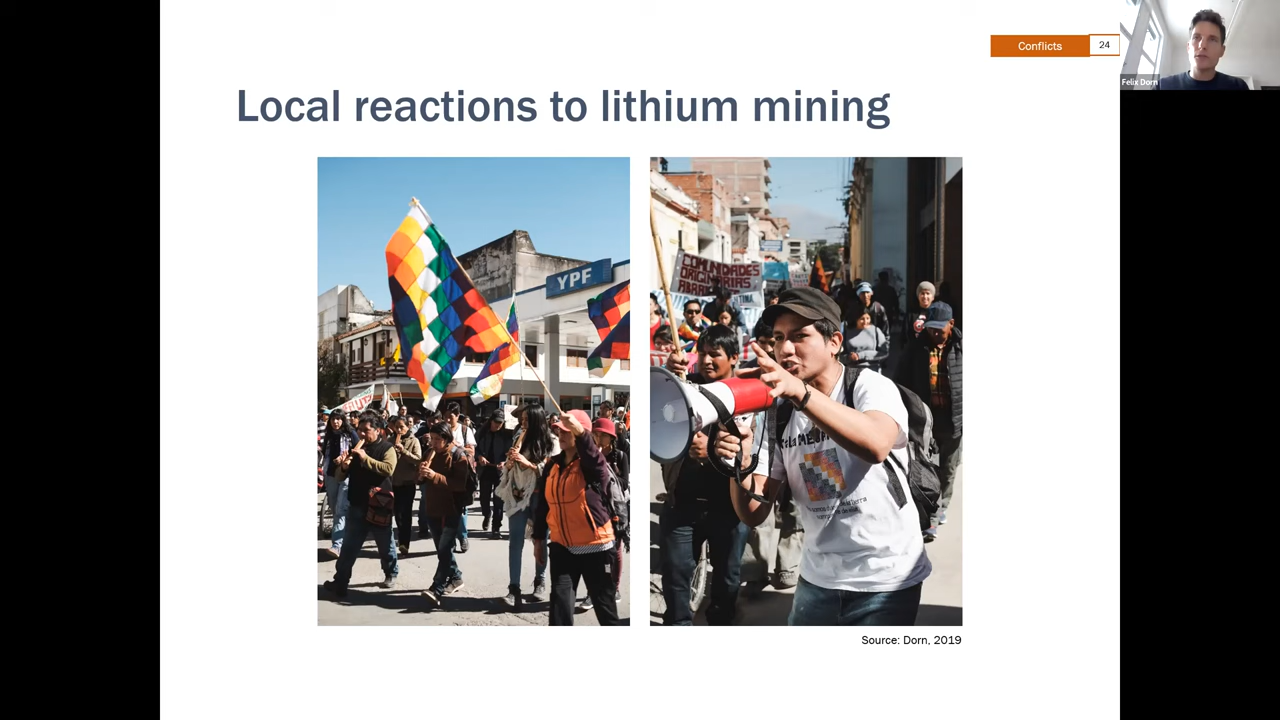 Conflicts
24
Felix Dorn
Local reactions to lithium mining
YPF
COMUNIDADES
ORIGINARIAS
Source: Dorn, 2019